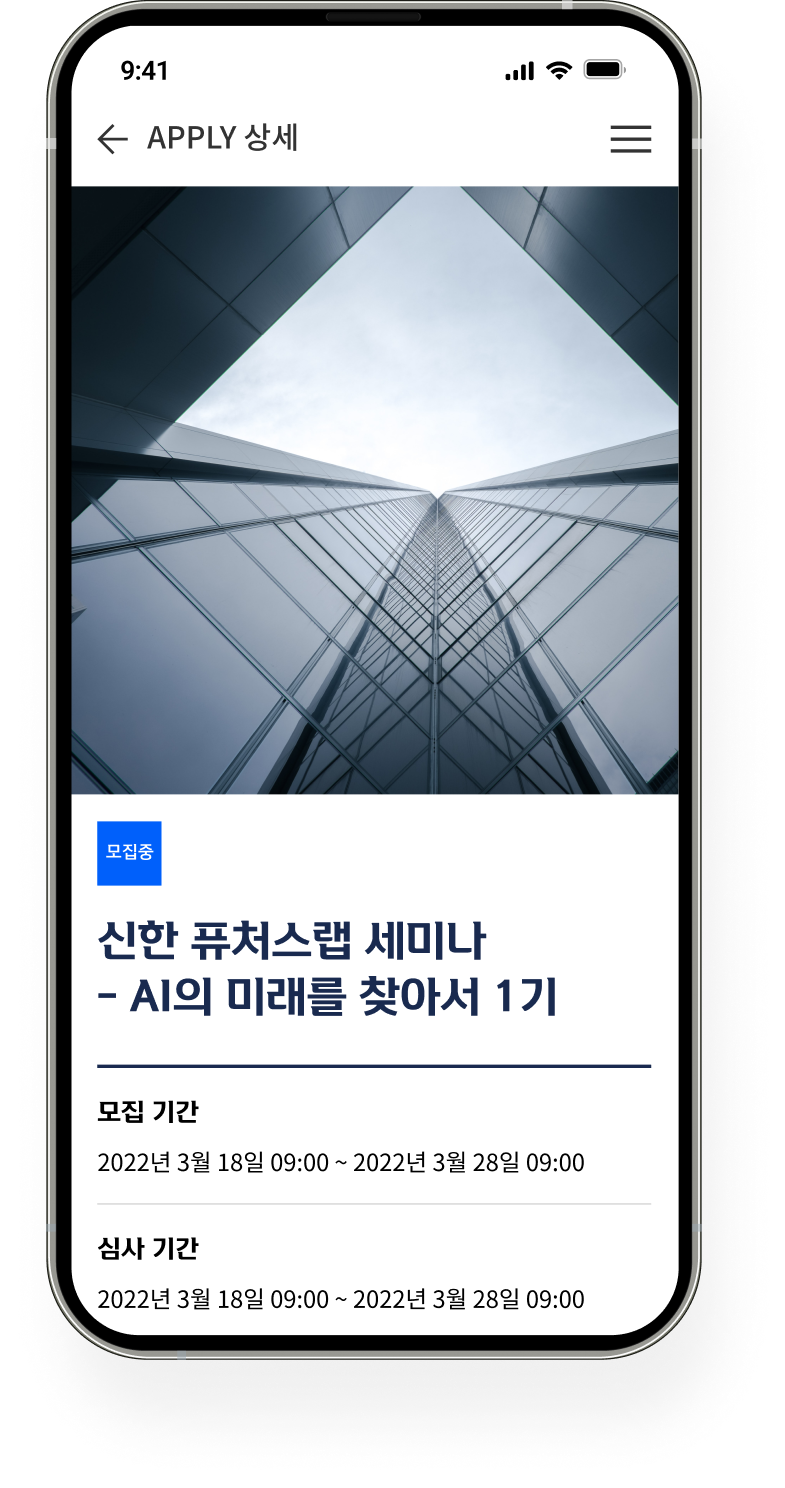 9:41
APPLY 상세
모집중
신한 퓨처스랩 세미나
- AI의 미래를 찾아서 1기
모집 기간
2022년 3월 18일 09:00 ~ 2022년 3월 28일 09:00
심사 기간
2022년 3월 18일 09:00 ~ 2022년 3월 28일 09:00